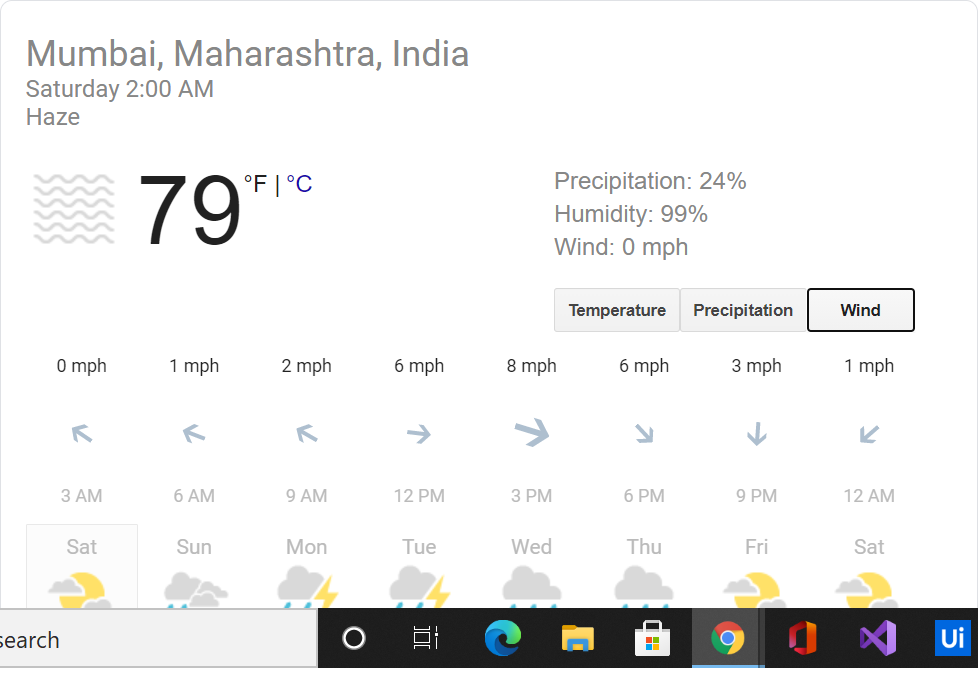 Mumbai, Maharashtra, India
Saturday 2:00 AM
Haze
79 °F | °C
Precipitation: 24%
Humidity: 99%
Wind: 0 mph
Temperature Precipitation Wind
0 mph 1 mph 2 mph 6 mph 8 mph 6 mph 3 mph 1 mph
3 AM 6 AM 9 AM 12 PM 3 PM 6 PM 9 PM 12 AM
Sat Sun Mon Tue Wed Thu Fri Sat
search
Ui